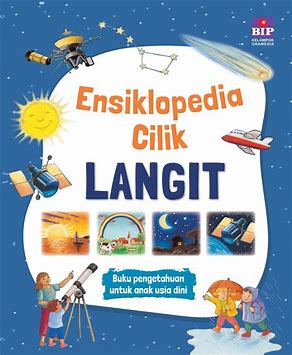 BIP
KELOMPOK
GRAMEDIA
Ensiklopedia
Cilik
LANGIT
Buku pengetahuan
untuk anak usia dini